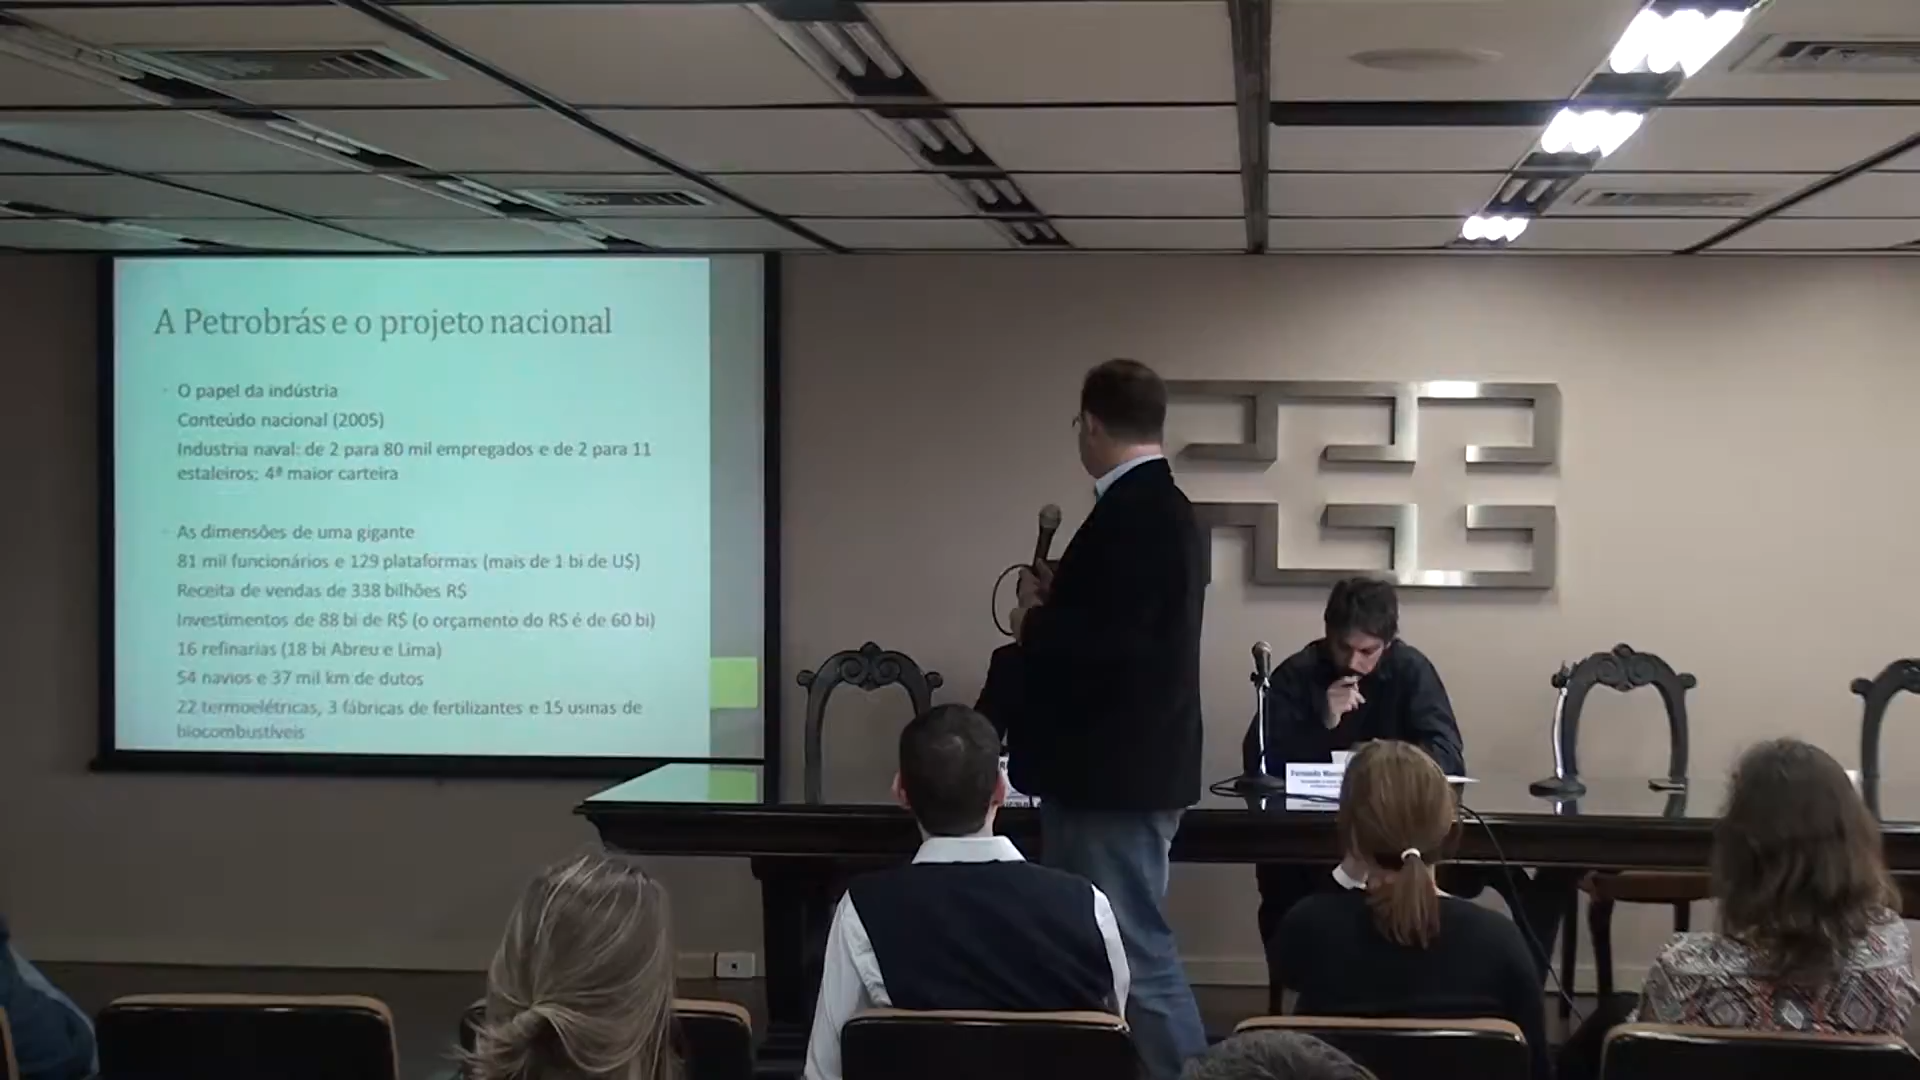 A Petrobrás e o projeto nacional
O papel da indústria
Conteúdo nacional (2005)
Industria naval: de 2 para 80 mil empregados e de 2 para 11
estaleiros; 4ª maior carteira
As dimensões de uma gigante
81 mil funcionários e 129 plataformas (mais de 1 bi de U$)
Receita de vendas de 338 bilhões R$
Investimentos de 88 bi de R$ (o orçamento do RS é de 60 bi)
16 refinarias (18 bi Abreu e Lima)
54 navios e 37 mil km de dutos
22 termoelétricas, 3 fábricas de fertilizantes e 15 usinas de
biocombustíveis
Fernando